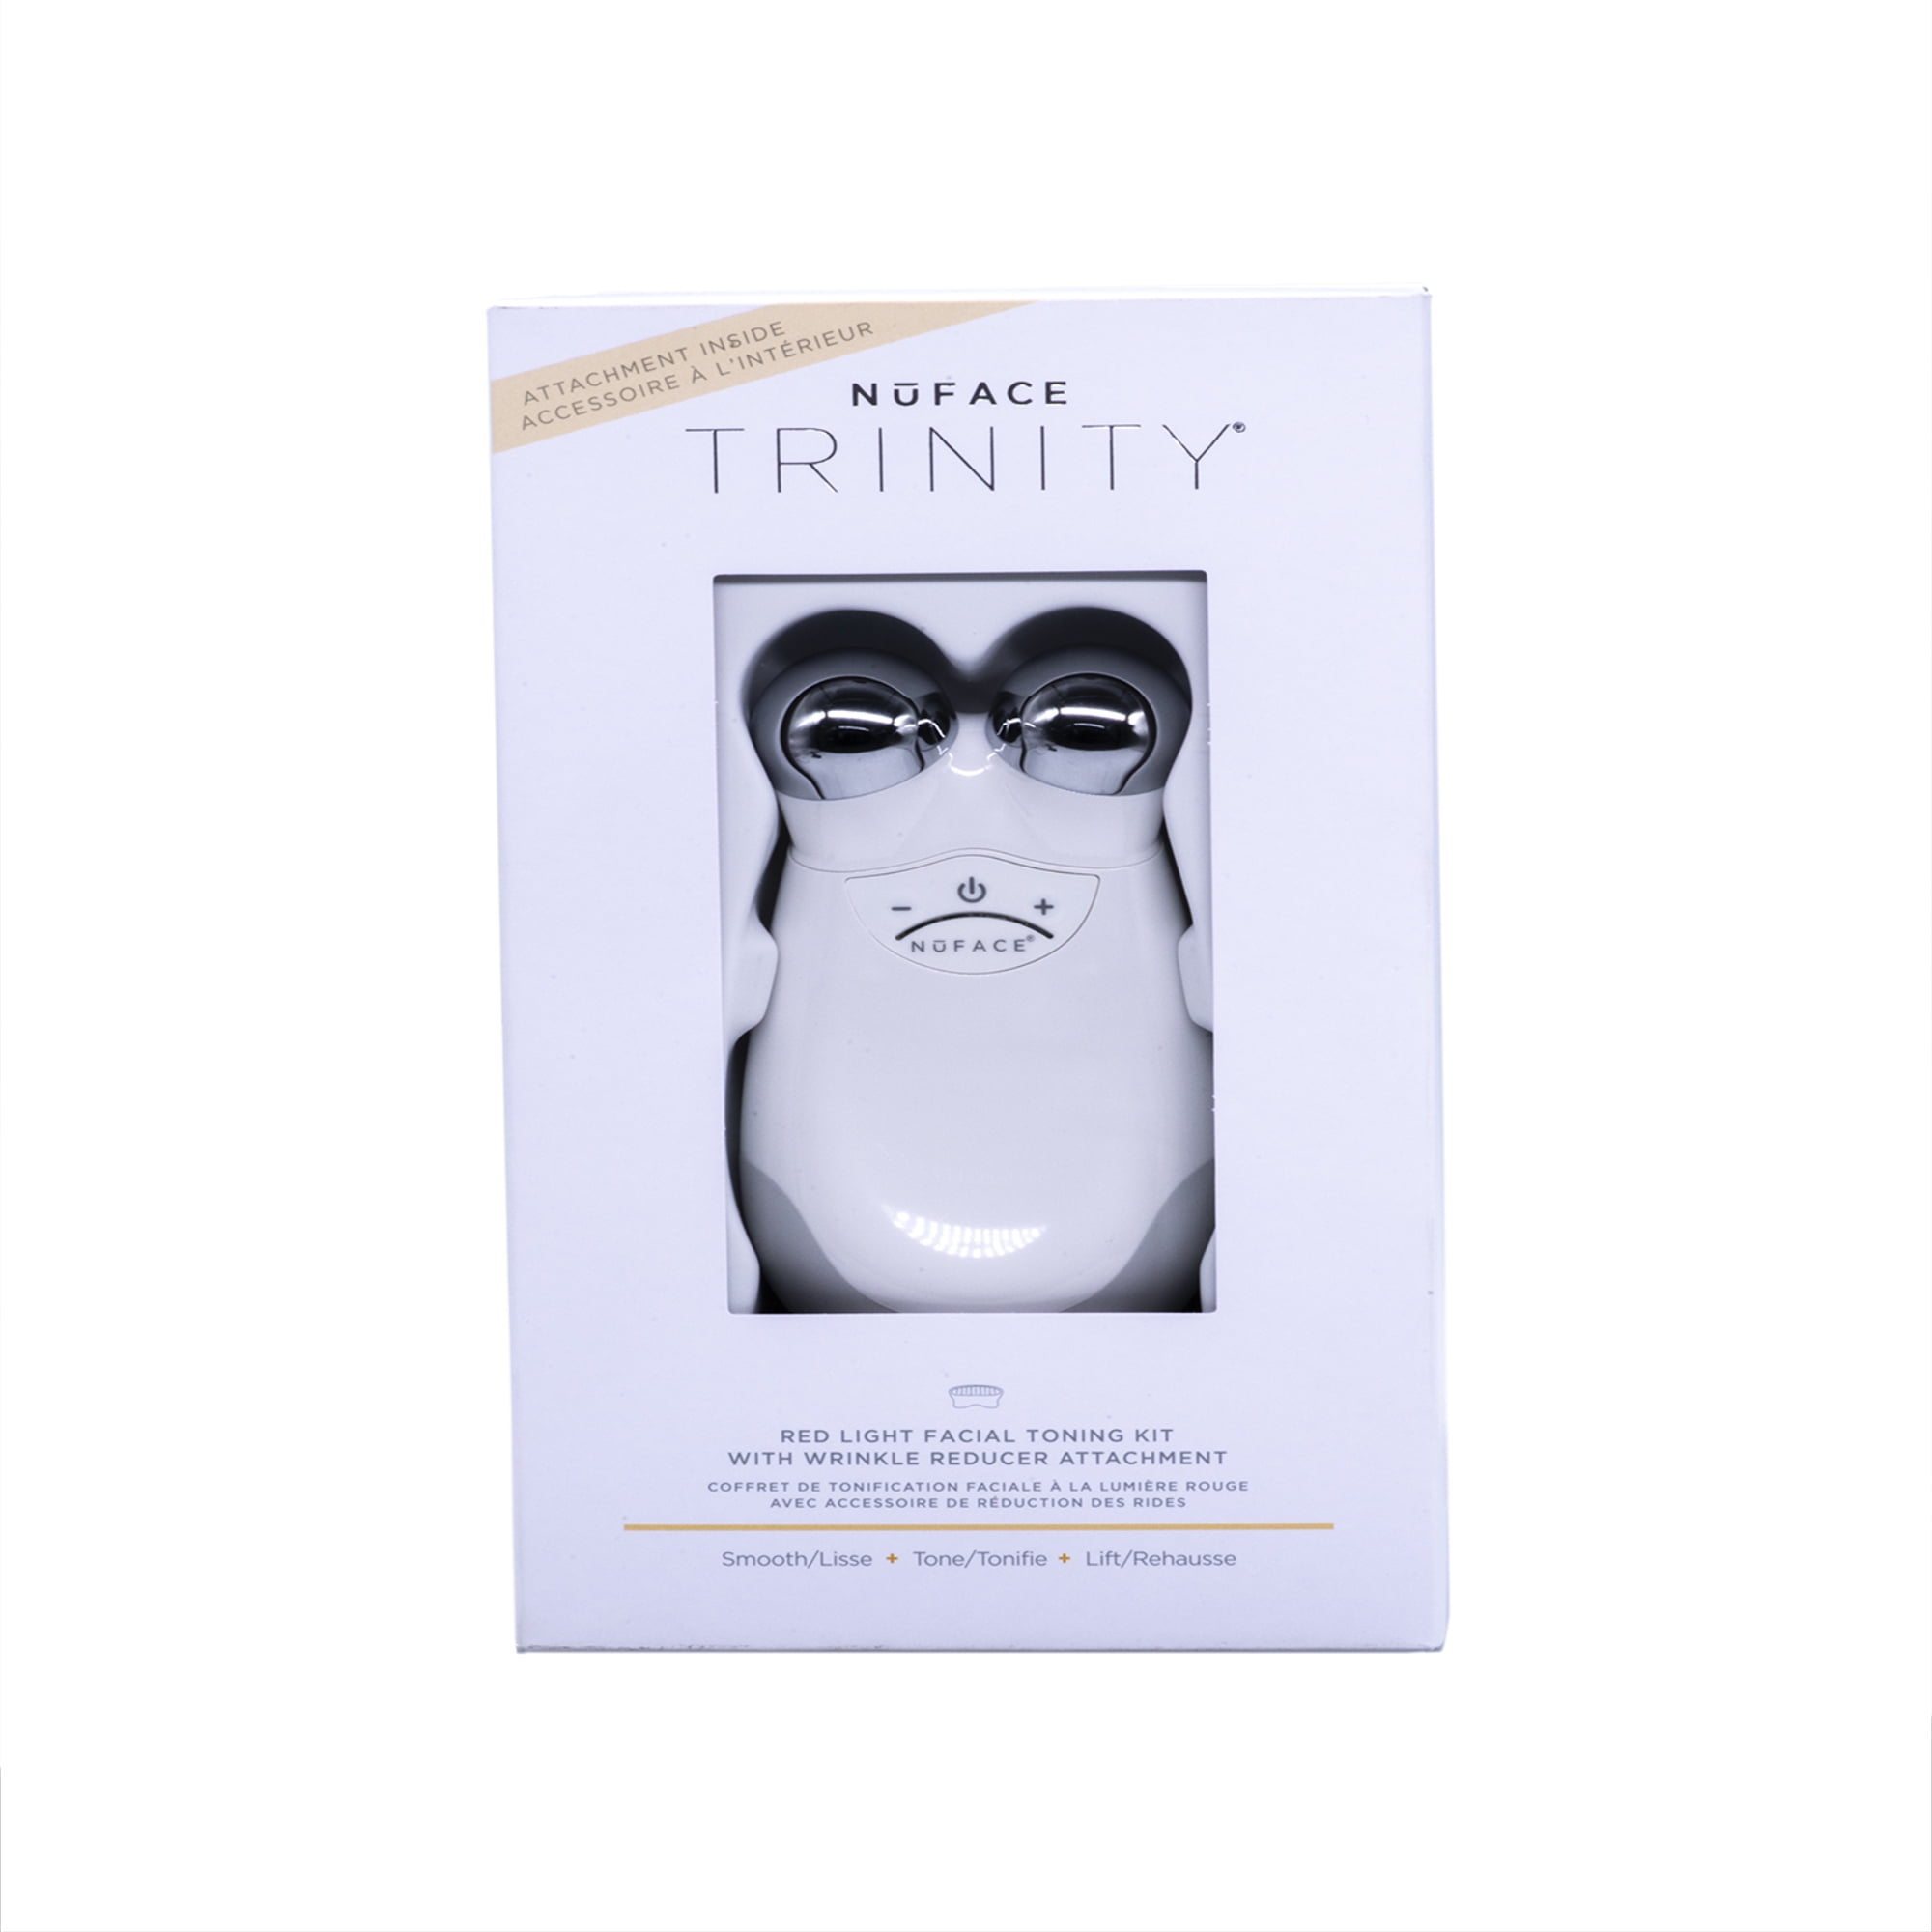 ATTACHMENT INSIDE
ACCESSOIRE À L'INTÉRIEUR
NūFACE
TRINITY®
− +
NūFACE®
RED LIGHT FACIAL TONING KIT
WITH WRINKLE REDUCER ATTACHMENT
COFFRET DE TONIFICATION FACIALE À LA LUMIÈRE ROUGE
AVEC ACCESSOIRE DE RÉDUCTION DES RIDES
Smooth/Lisse + Tone/Tonifie + Lift/Rehausse